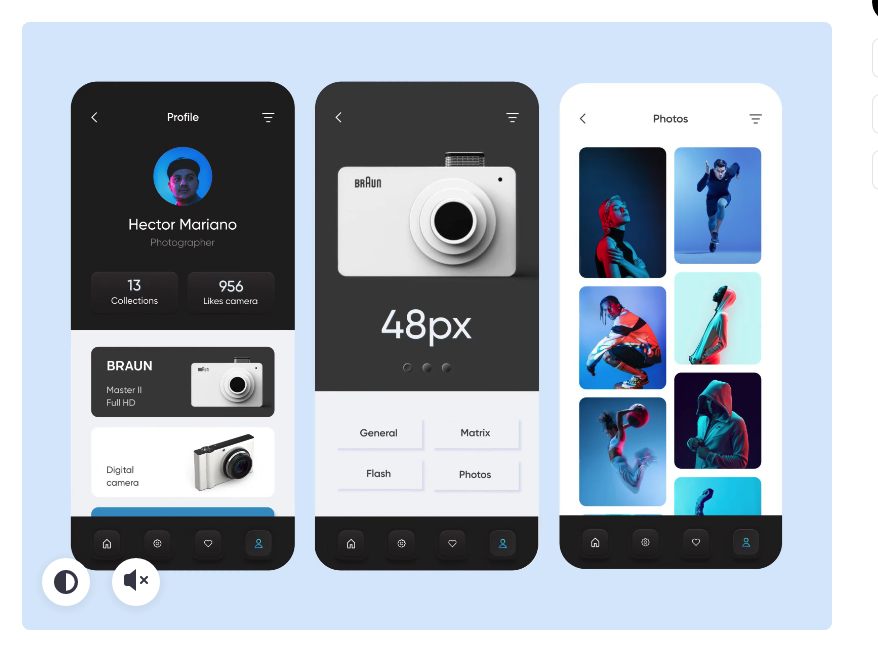 Profile
Hector Mariano
Photographer
13
Collections
956
Likes camera
BRAUN
Master II
Full HD
BRAUN
Digital
camera
BRAUN
48px
General
Matrix
Flash
Photos
Photos